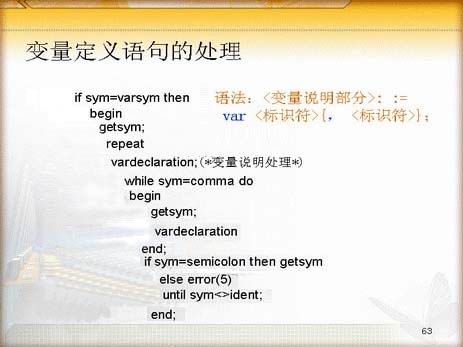 变量定义语句的处理
if sym=varsym then
begin
getsym;
repeat
vardeclaration;(*变量说明处理*)
while sym=comma do
begin
getsym;
vardeclaration
end;
if sym=semicolon then getsym
else error(5)
until sym<>ident;
end;
语法: <变量说明部分>: :=
var <标识符>{, <标识符>};
63